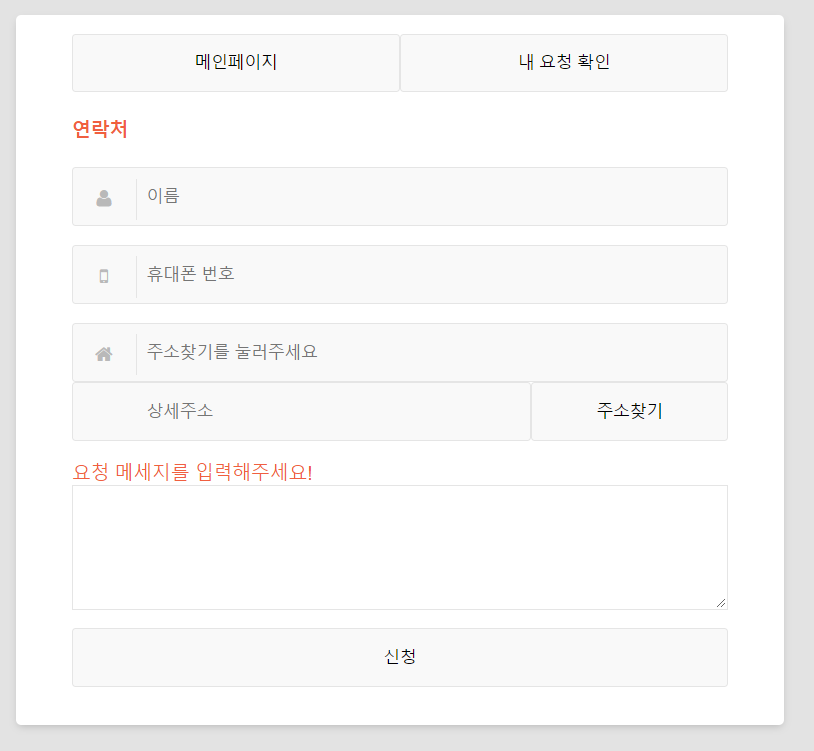 메인페이지 내 요청 확인
연락처
이름
휴대폰 번호
주소찾기를 눌러주세요
상세주소 주소찾기
요청 메세지를 입력해주세요!
신청